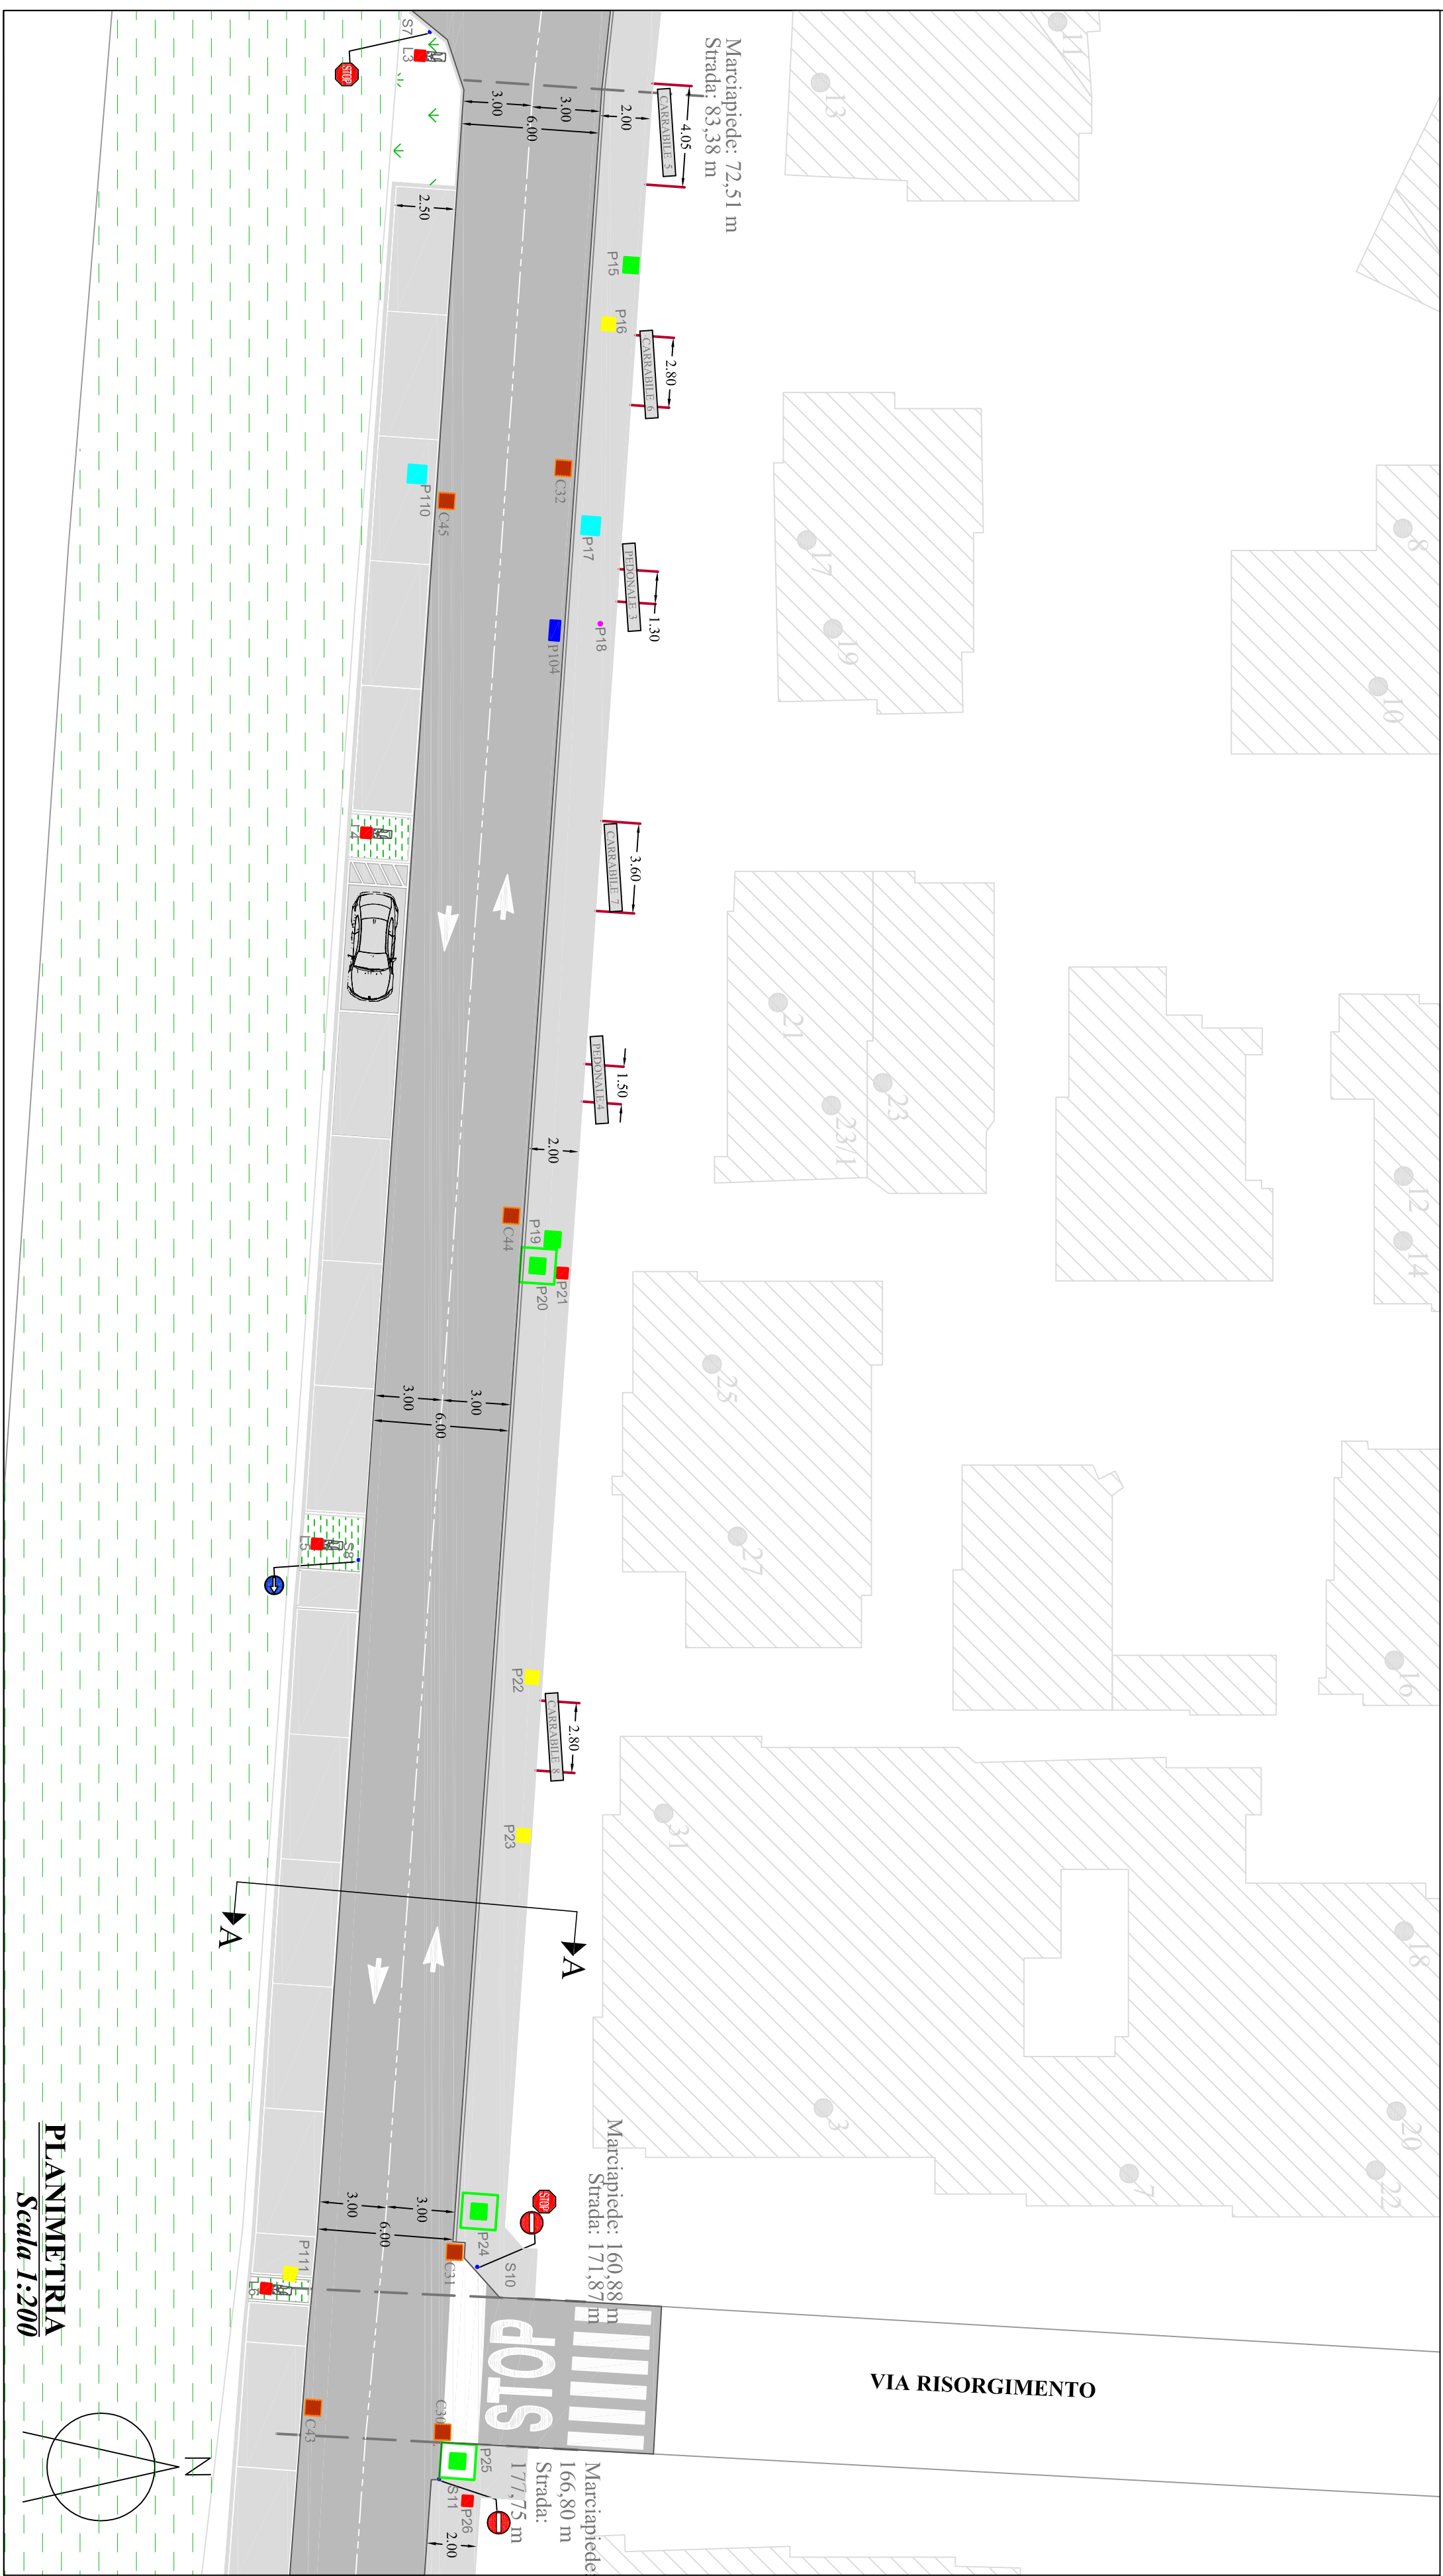 Marciapiede: 72,51 m
Strada: 83,38 m
S7
L3
STOP
3.00
3.00
6.00
2.00
4.05
CARRABILE 5
2.50
P15
P16
2.80
CARRABILE 6
P110
C45
C32
P17
PEDONALE 3
1.30
P18
P104
L4
3.60
CARRABILE 7
1.50
PEDONALE 4
2.00
C44
P19
P20
P21
3.00
3.00
6.00
L5
S8
P22
2.80
CARRABILE 8
P23
A
A
11
13
17
19
8
10
21
23
23/1
12
14
25
27
16
31
18
3
7
20
22
Marciapiede: 160,88 m
Strada: 171,87 m
STOP
3.00
3.00
6.00
P24
C31
S10
P111
L6
STOP
VIA RISORGIMENTO
C43
C30
P25
S11
P26
2.00
Marciapiede:
166,80 m
Strada:
177,75 m
PLANIMETRIA
Scala 1:200
N